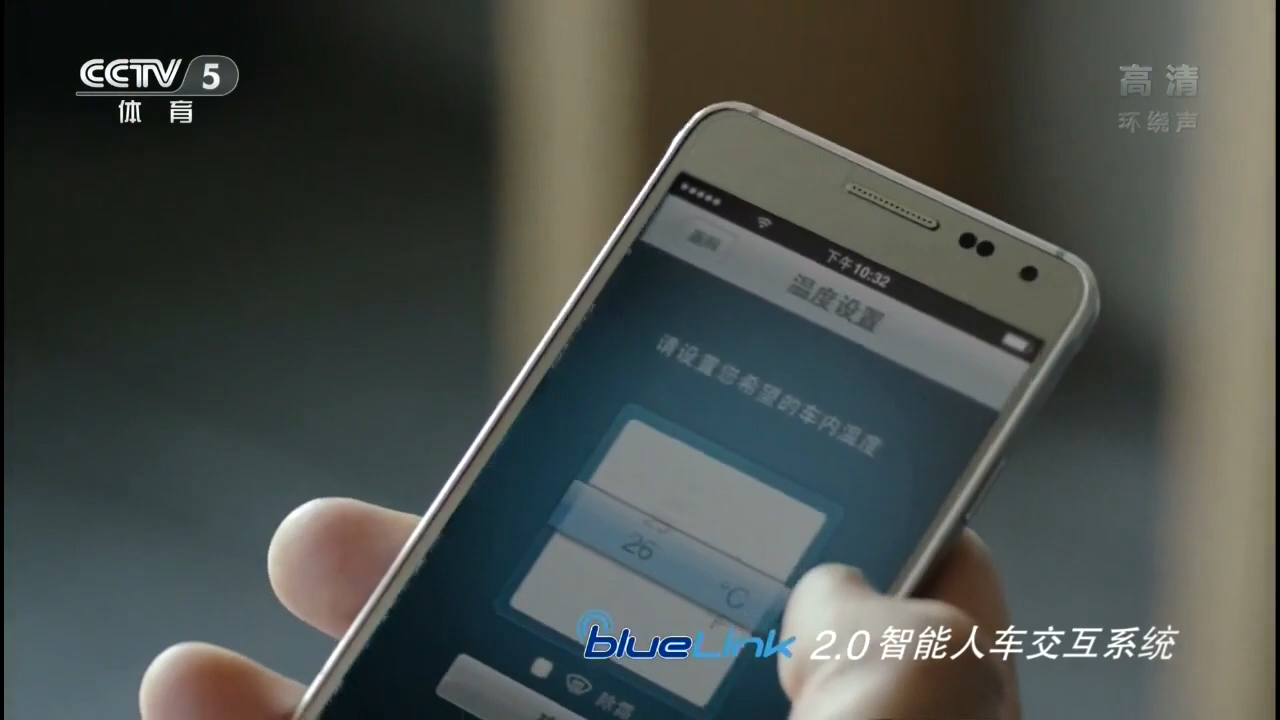 CCTV 5
体育
高清
环绕声
下午10:32
温度设置
请设置您希望的车内温度
26
°C
除霜
blueLink 2.0 智能人车交互系统